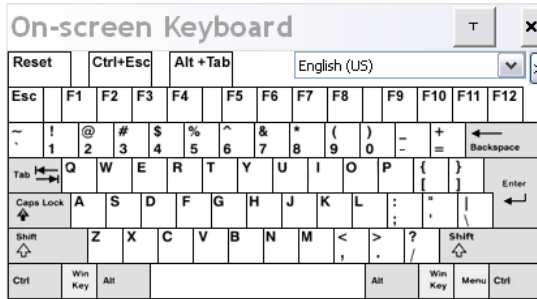 On-screen Keyboard T x
Reset Ctrl+Esc Alt +Tab English (US)
Esc F1 F2 F3 F4 F5 F6 F7 F8 F9 F10 F11 F12
~ ! @ # $ % ^ & * ( ) _ +
` 1 2 3 4 5 6 7 8 9 0 - = Backspace
Tab Q W E R T Y U I O P { }
[ ] Enter
Caps Lock A S D F G H J K L : " |
; ' \
Shift Z X C V B N M < > ? Shift
, . /
Ctrl Win Key Alt Alt Win Key Menu Ctrl